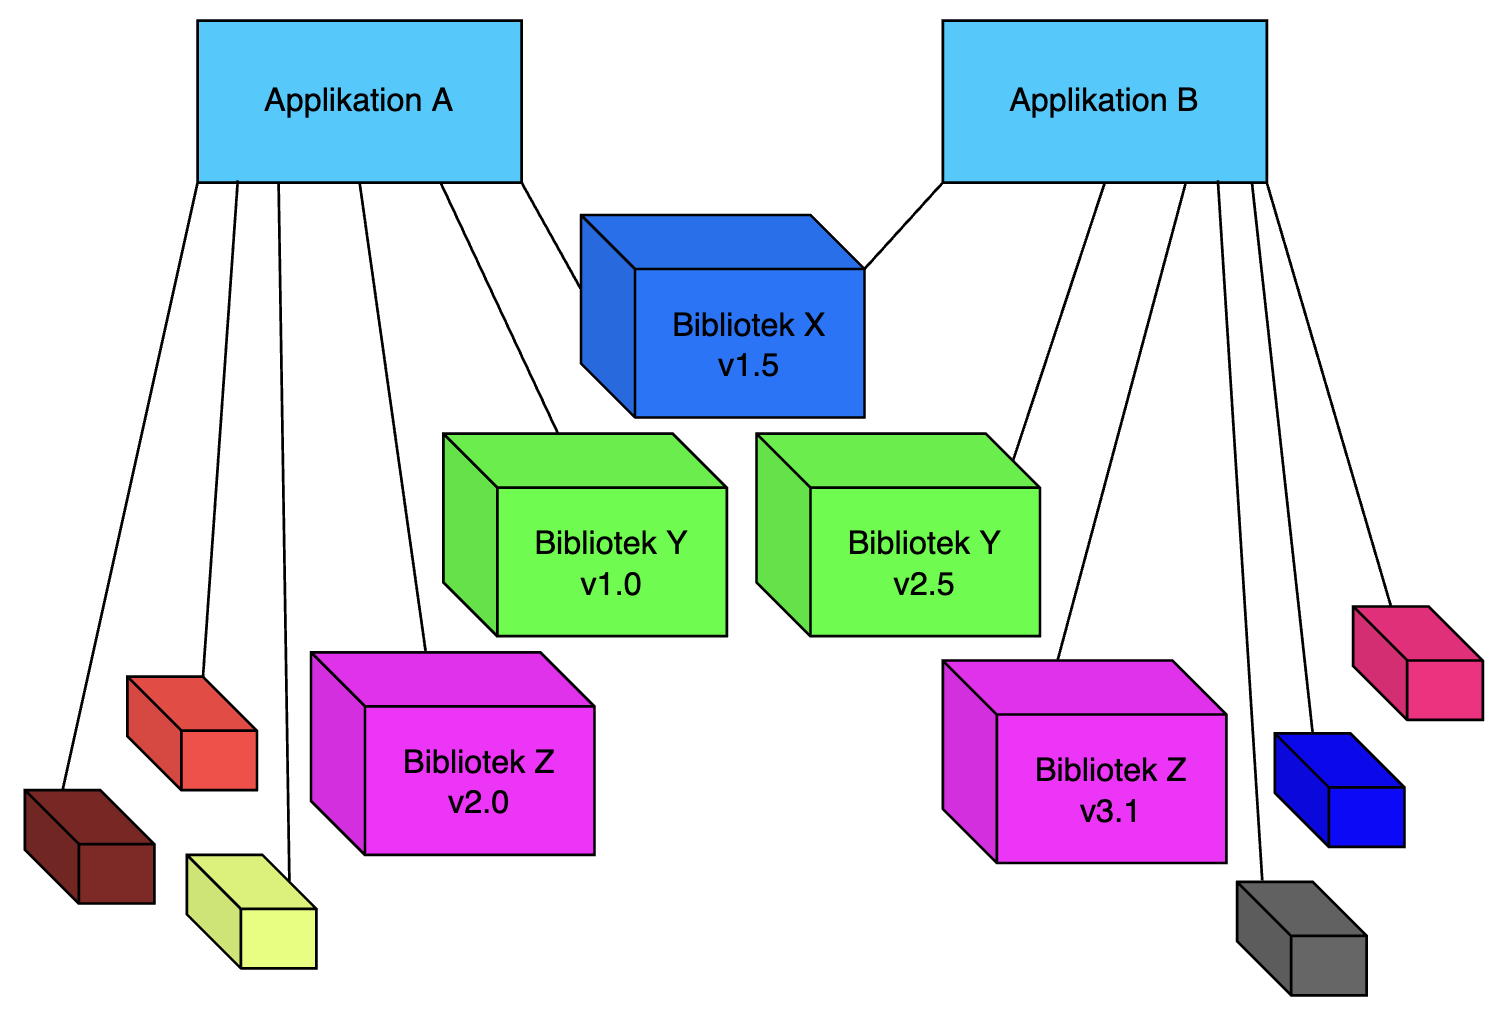 Applikation A
Applikation B
Bibliotek X
v1.5
Bibliotek Y
v1.0
Bibliotek Y
v2.5
Bibliotek Z
v2.0
Bibliotek Z
v3.1